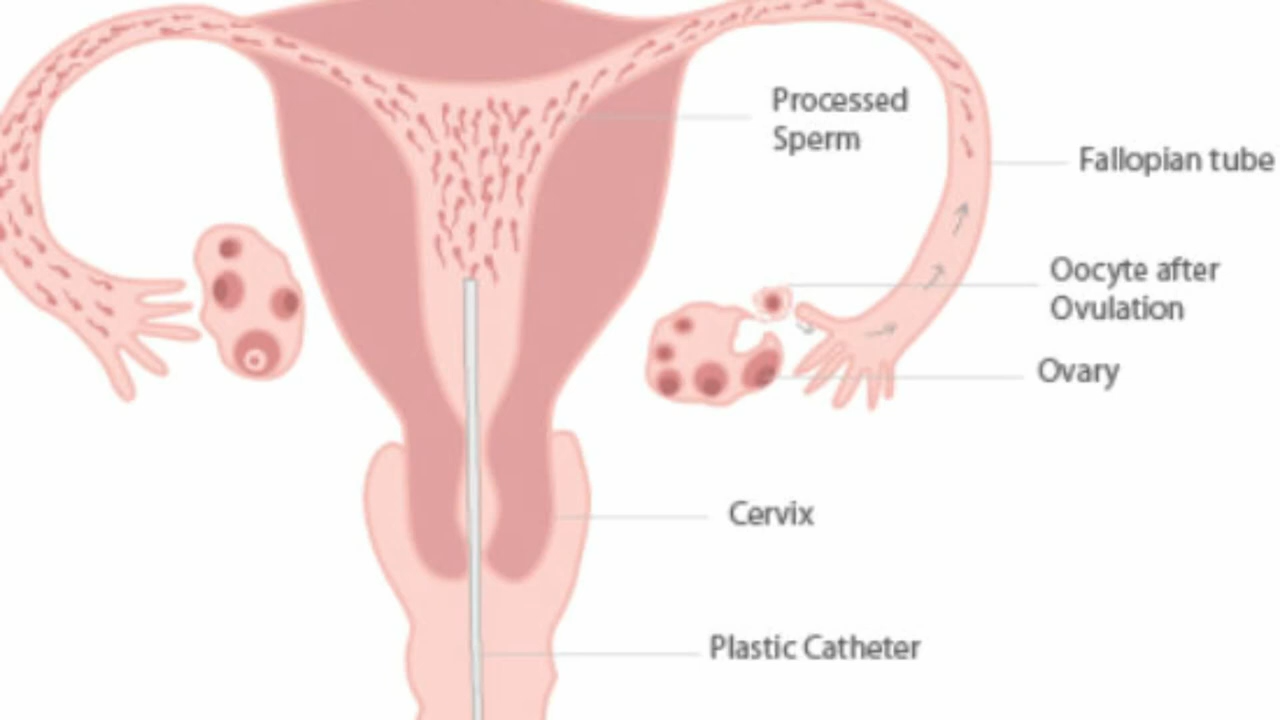 Processed
Sperm
Fallopian tube
Oocyte after
Ovulation
Ovary
Cervix
Plastic Catheter